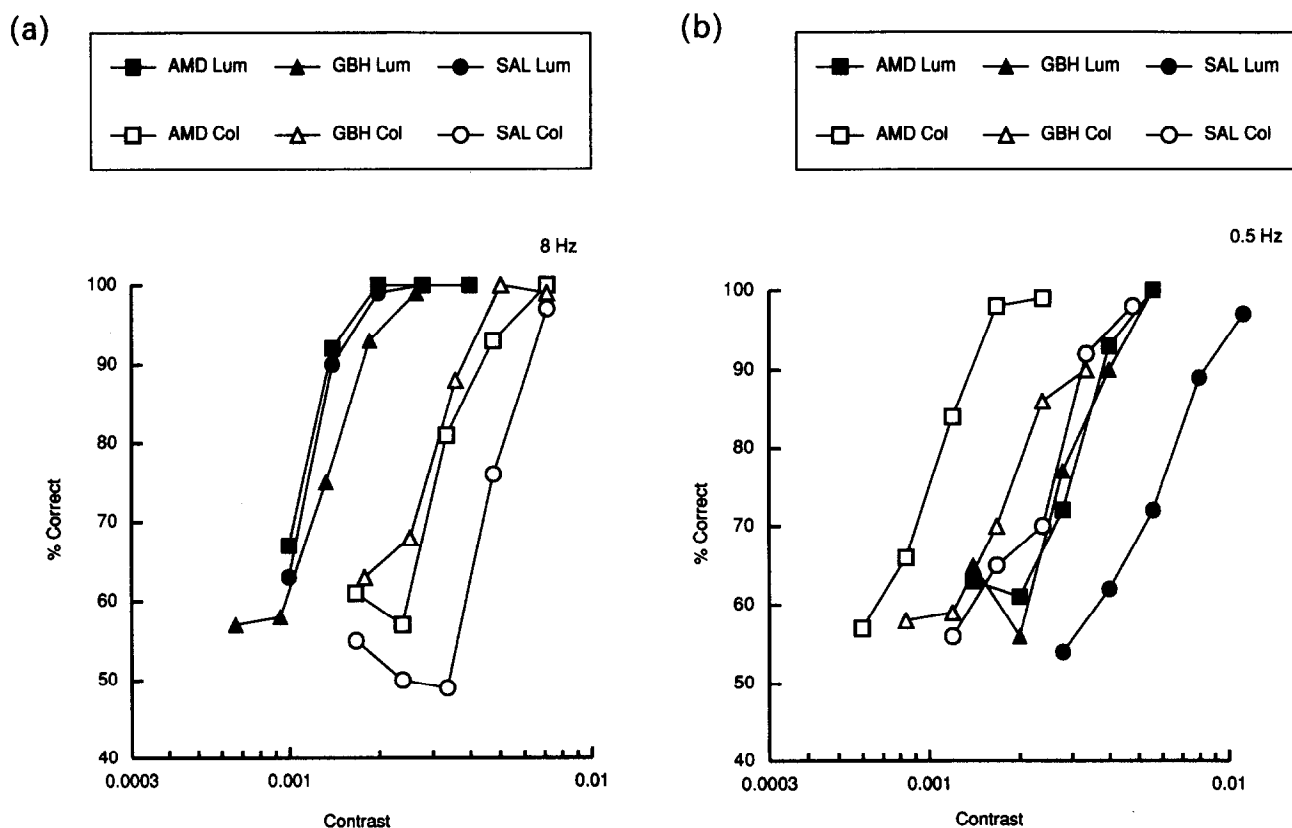 (a)
AMD Lum GBH Lum SAL Lum
AMD Col GBH Col SAL Col
8 Hz
100
90
80
70
60
50
40
% Correct
0.0003 0.001 0.01
Contrast
(b)
AMD Lum GBH Lum SAL Lum
AMD Col GBH Col SAL Col
0.5 Hz
100
90
80
70
60
50
40
% Correct
0.0003 0.001 0.01
Contrast